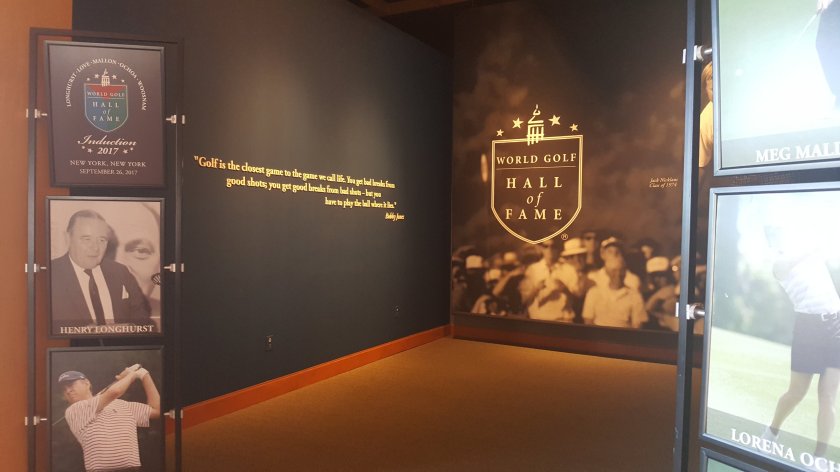 LONGHURST · LOVE · MALLON · OCHOA · WOOSNAM
WORLD GOLF
HALL
of
FAME
Induction
2017
NEW YORK, NEW YORK
SEPTEMBER 26, 2017
HENRY LONGHURST
"Golf is the closest game to the game we call life. You get bad breaks from
good shots; you get good breaks from bad shots – but you
have to play the ball where it lies."
Bobby Jones
WORLD GOLF
HALL
of
FAME
®
Jack Nicklaus
Class of 1974
MEG MALL
LORENA OCH